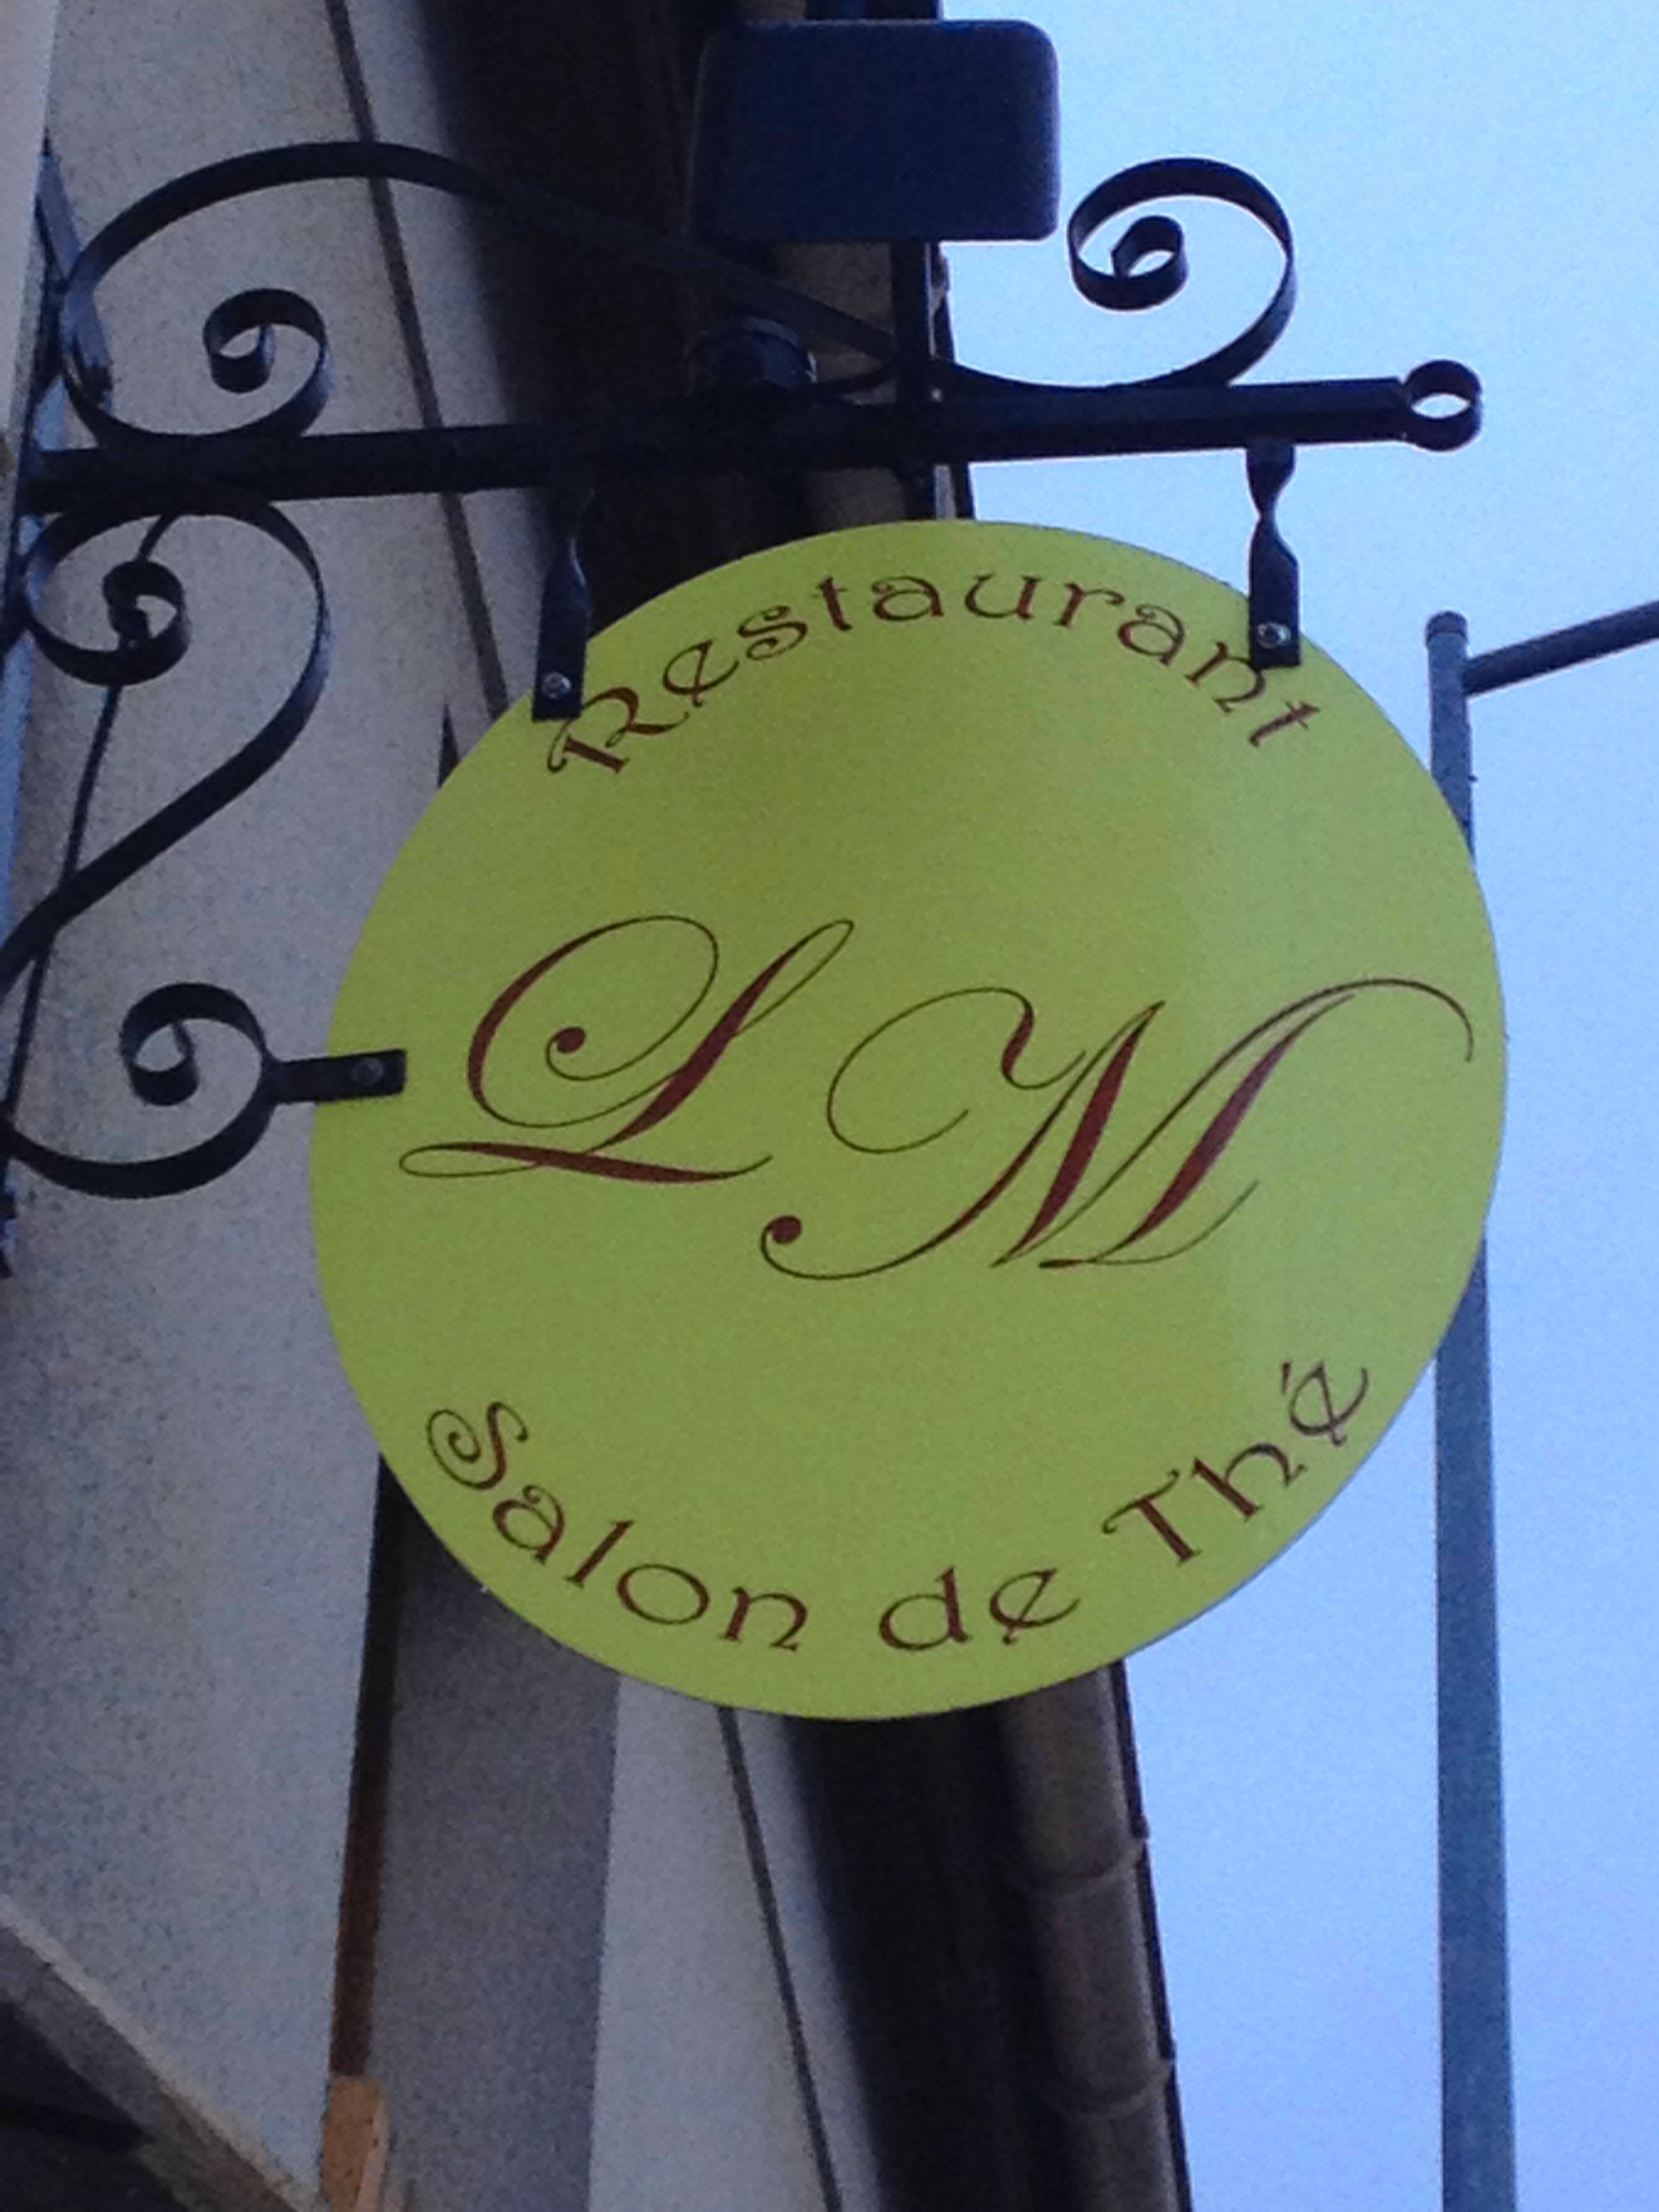 Restaurant
LM
Salon de Thé